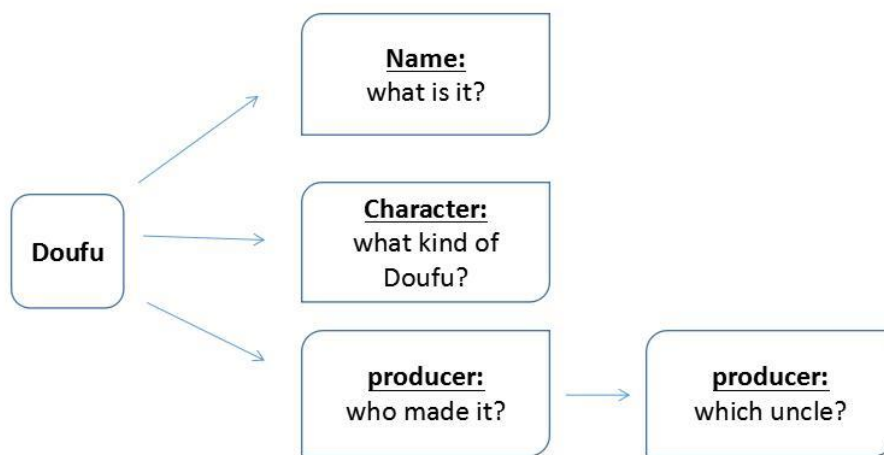 Name:
what is it?
Doufu
Character:
what kind of
Doufu?
producer:
who made it?
producer:
which uncle?